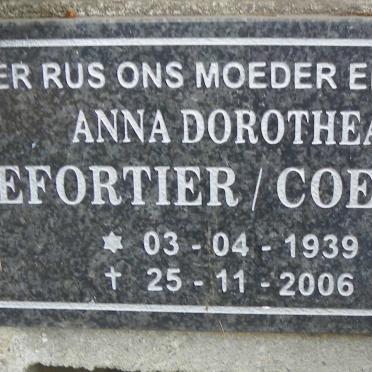 ER RUS ONS MOEDER E
ANNA DOROTHEA
EFORTIER / COE
* 03 - 04 - 1939
† 25 - 11 - 2006